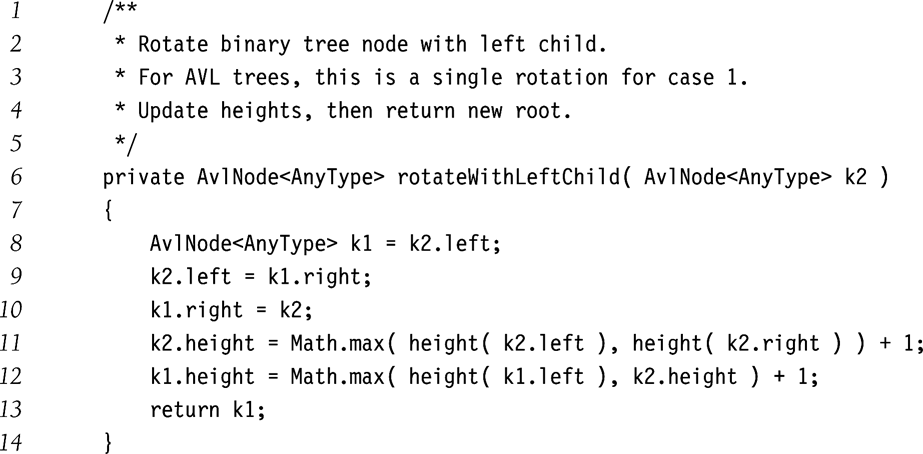 1 /**
2 * Rotate binary tree node with left child.
3 * For AVL trees, this is a single rotation for case 1.
4 * Update heights, then return new root.
5 */
6 private AvlNode<AnyType> rotateWithLeftChild( AvlNode<AnyType> k2 )
7 {
8 AvlNode<AnyType> k1 = k2.left;
9 k2.left = k1.right;
10 k1.right = k2;
11 k2.height = Math.max( height( k2.left ), height( k2.right ) ) + 1;
12 k1.height = Math.max( height( k1.left ), k2.height ) + 1;
13 return k1;
14 }